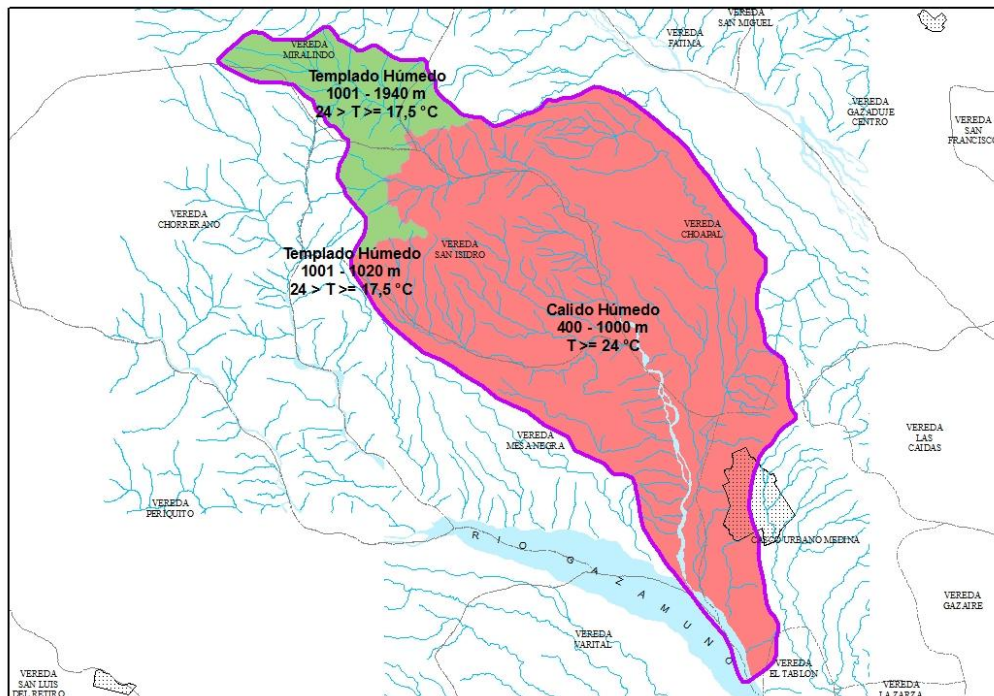 VEREDA
SAN MIGUEL
VEREDA
FATIMA
VEREDA
MIRALINDO
Templado Húmedo
1001 - 1940 m
24 > T >= 17,5 °C
VEREDA
GAZADUJE
CENTRO
VEREDA
SAN
FRANCISCO
VEREDA
CHORRERANO
VEREDA
CHOAPAL
VEREDA
SAN ISIDRO
Templado Húmedo
1001 - 1020 m
24 > T >= 17,5 °C
Calido Húmedo
400 - 1000 m
T >= 24 °C
VEREDA
MESANEGRA
VEREDA
LAS
CAIDAS
VEREDA
PERIQUITO
CASCO URBANO MEDINA
RIO GAZAMUNO
VEREDA
GAZAIRE
VEREDA
VARITAL
VEREDA
EL TABLON
VEREDA
SAN LUIS
DEL RETIRO
VEREDA
LA ZARZA